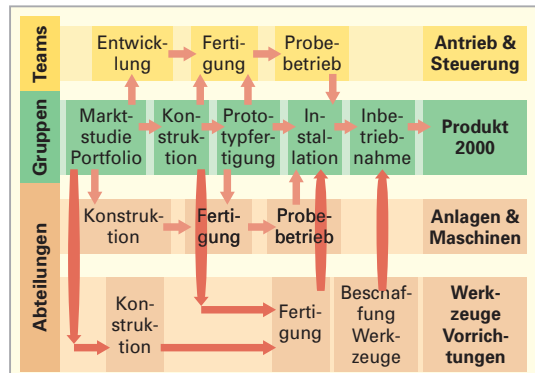 Teams
Entwick-
lung
Ferti-
gung
Probe-
betrieb
Antrieb &
Steuerung
Gruppen
Markt-
studie
Portfolio
Kon-
struk-
tion
Proto-
typfer-
tigung
In-
stal-
lation
Inbe-
trieb-
nahme
Produkt
2000
Abteilungen
Konstruk-
tion
Ferti-
gung
Probe-
betrieb
Anlagen &
Maschinen
Kon-
struk-
tion
Ferti-
gung
Beschaf-
fung
Werk-
zeuge
Werk-
zeuge
Vorrich-
tungen